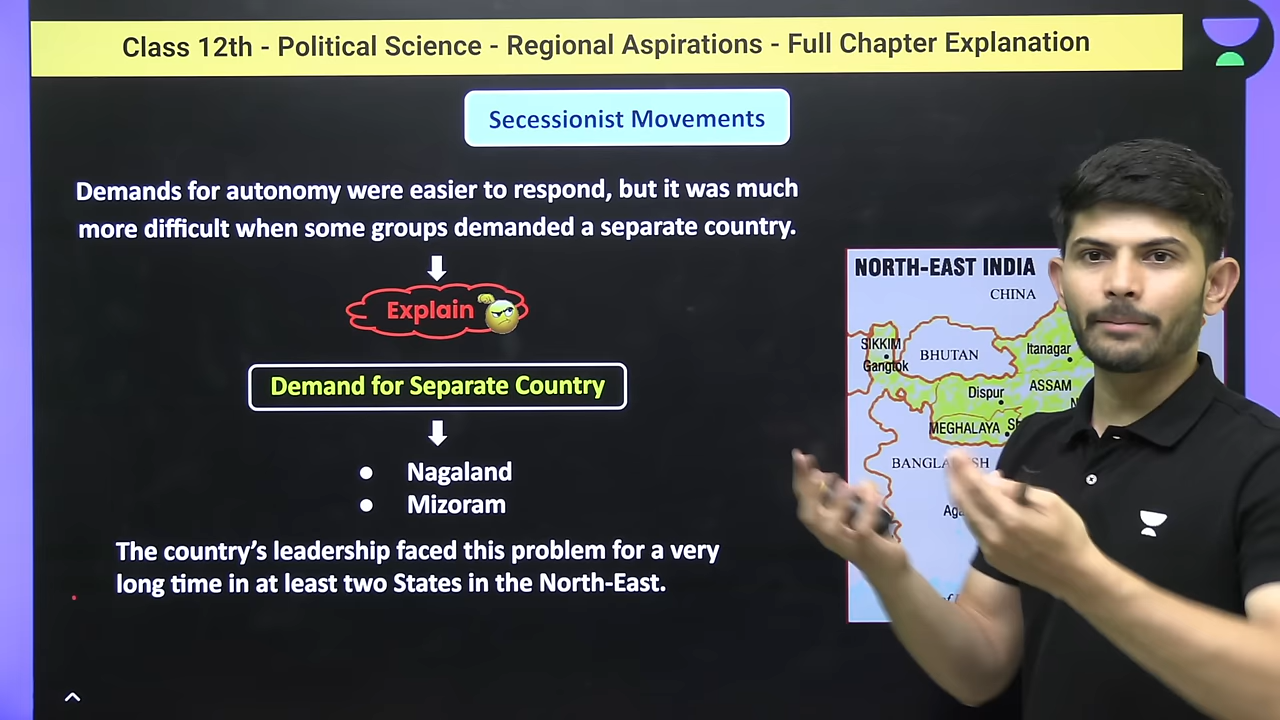 Class 12th - Political Science - Regional Aspirations - Full Chapter Explanation
Secessionist Movements
Demands for autonomy were easier to respond, but it was much
more difficult when some groups demanded a separate country.
Explain
Demand for Separate Country
● Nagaland
● Mizoram
The country’s leadership faced this problem for a very
long time in at least two States in the North-East.
NORTH-EAST INDIA
CHINA
SIKKIM
BHUTAN
Itanagar
Gangtok
Dispur
ASSAM
MEGHALAYA